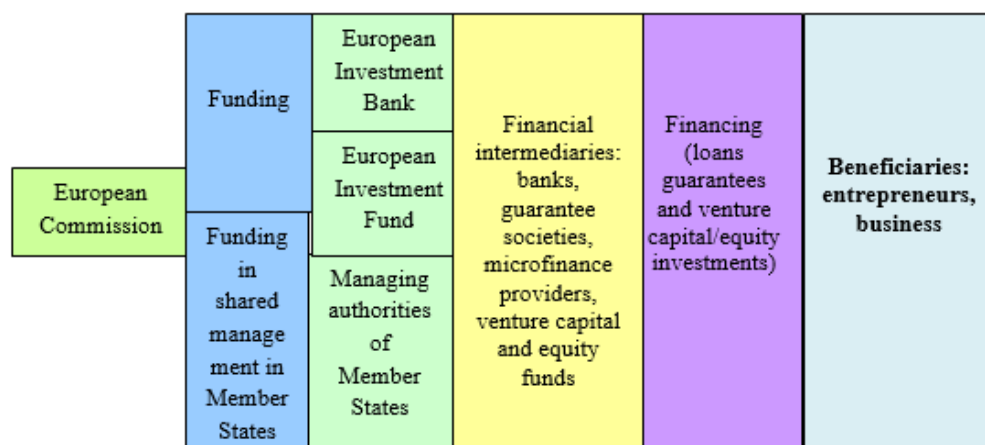 European
Commission
Funding
Funding
in
shared
manage
ment in
Member
States
European
Investment
Bank
European
Investment
Fund
Managing
authorities
of
Member
States
Financial
intermediaries:
banks,
guarantee
societies,
microfinance
providers,
venture capital
and equity
funds
Financing
(loans
guarantees
and venture
capital/equity
investments)
Beneficiaries:
entrepreneurs,
business